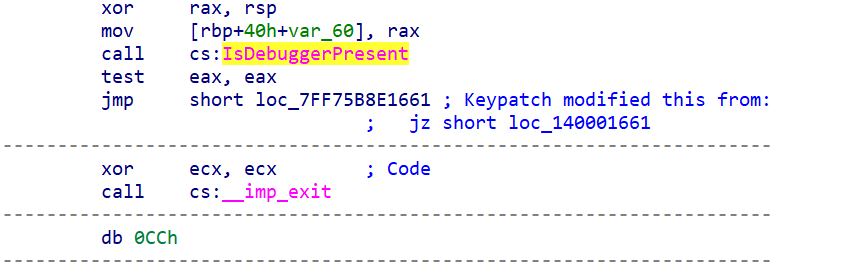 xor rax, rsp
mov [rbp+40h+var_60], rax
call cs:IsDebuggerPresent
test eax, eax
jmp short loc_7FF75B8E1661 ; Keypatch modified this from:
; jz short loc_140001661
xor ecx, ecx ; Code
call cs:__imp_exit
db 0CCh